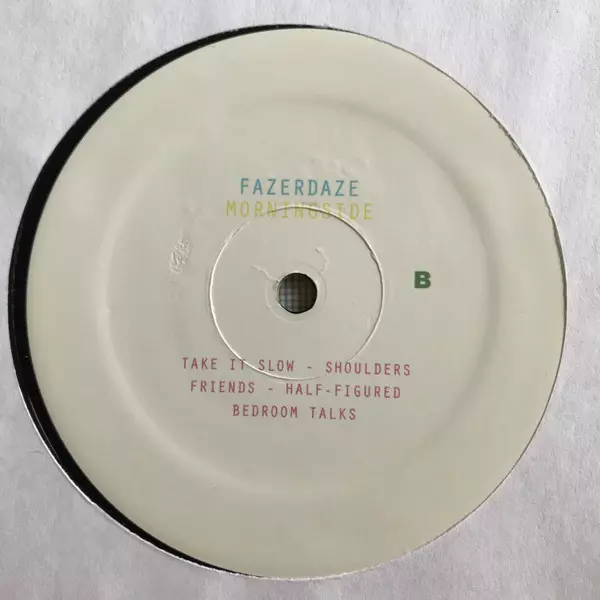 FAZERDAZE
MORNINGSIDE
B
TAKE IT SLOW - SHOULDERS
FRIENDS - HALF-FIGURED
BEDROOM TALKS